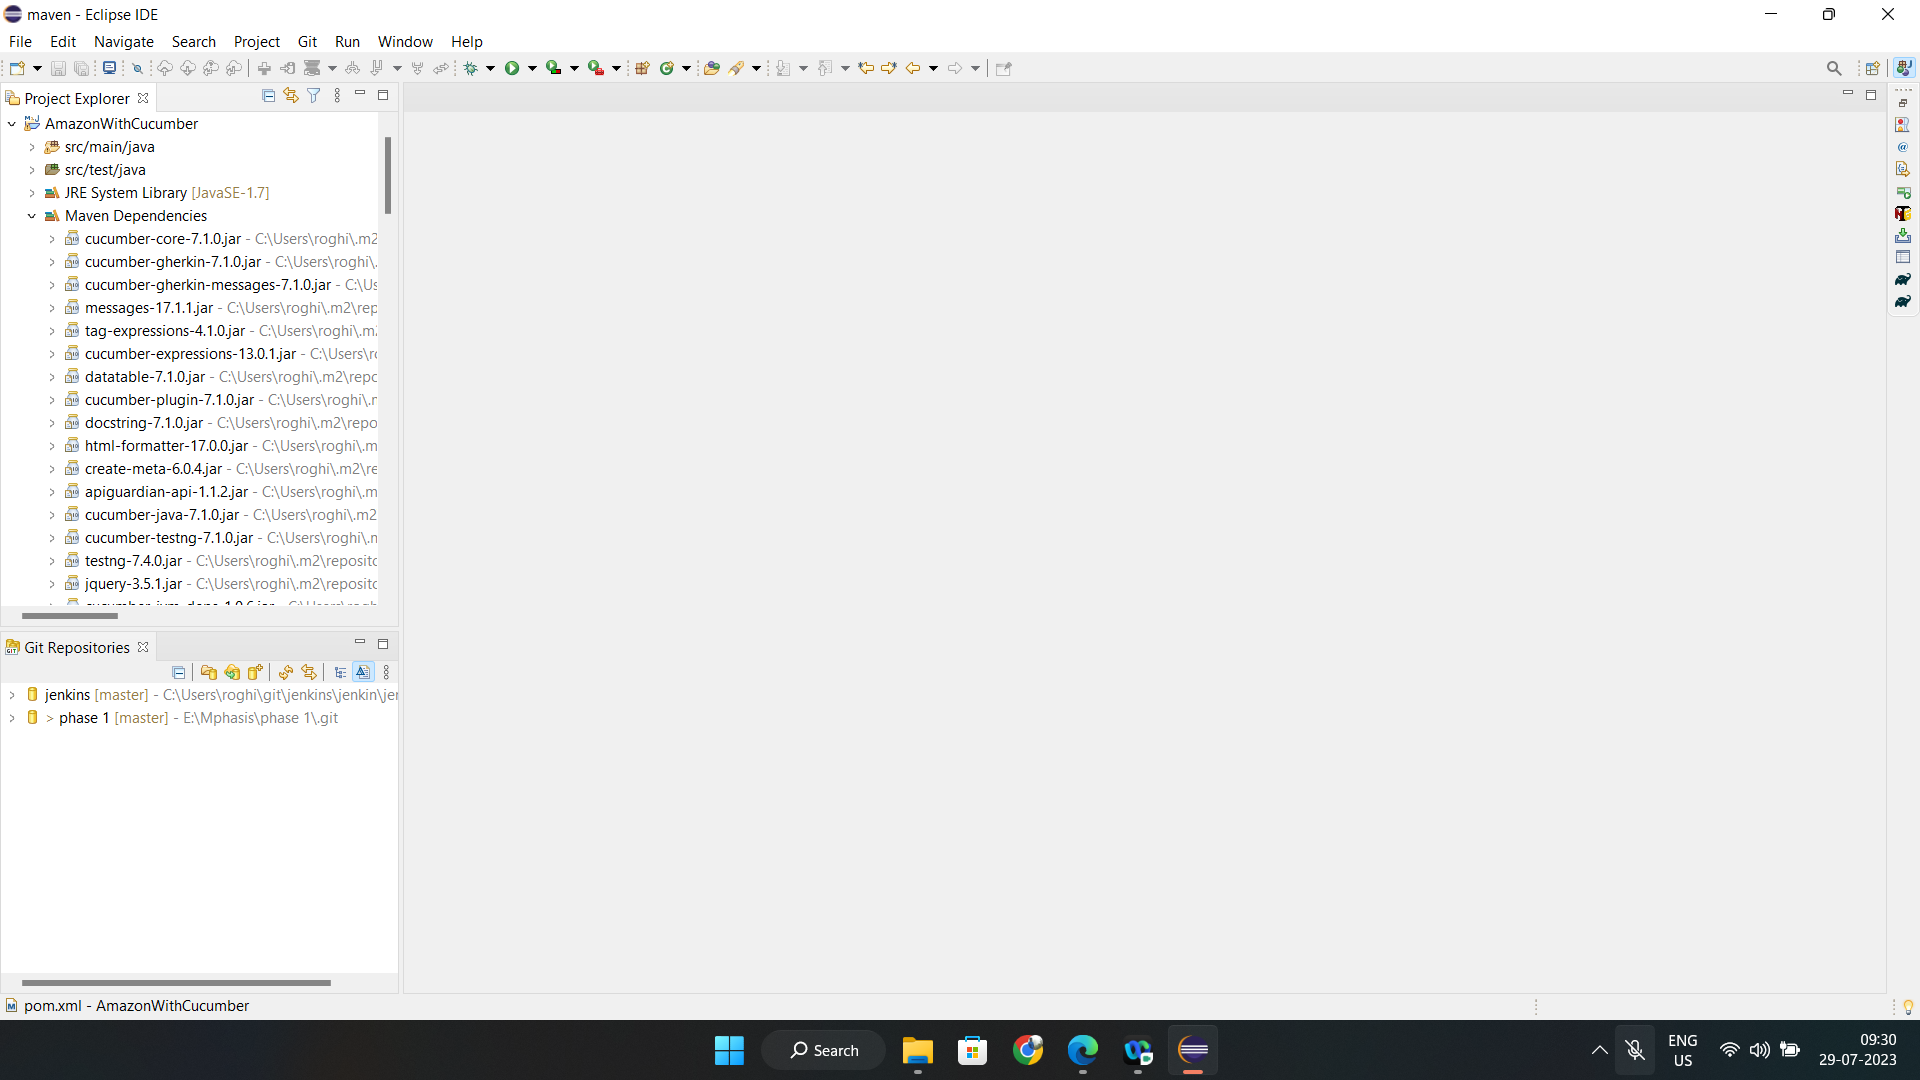 maven - Eclipse IDE
File Edit Navigate Search Project Git Run Window Help
Project Explorer
AmazonWithCucumber
src/main/java
src/test/java
JRE System Library [JavaSE-1.7]
Maven Dependencies
cucumber-core-7.1.0.jar - C:\Users\roghi\.m2
cucumber-gherkin-7.1.0.jar - C:\Users\roghi\.
cucumber-gherkin-messages-7.1.0.jar - C:\Us
messages-17.1.1.jar - C:\Users\roghi\.m2\rep
tag-expressions-4.1.0.jar - C:\Users\roghi\.m
cucumber-expressions-13.0.1.jar - C:\Users\r
datatable-7.1.0.jar - C:\Users\roghi\.m2\repo
cucumber-plugin-7.1.0.jar - C:\Users\roghi\.
docstring-7.1.0.jar - C:\Users\roghi\.m2\repo
html-formatter-17.0.0.jar - C:\Users\roghi\.m
create-meta-6.0.4.jar - C:\Users\roghi\.m2\re
apiguardian-api-1.1.2.jar - C:\Users\roghi\.m
cucumber-java-7.1.0.jar - C:\Users\roghi\.m2
cucumber-testng-7.1.0.jar - C:\Users\roghi\.
testng-7.4.0.jar - C:\Users\roghi\.m2\reposito
jquery-3.5.1.jar - C:\Users\roghi\.m2\reposito
Git Repositories
jenkins [master] - C:\Users\roghi\git\jenkins\jenkin\jer
> phase 1 [master] - E:\Mphasis\phase 1\.git
pom.xml - AmazonWithCucumber
Search
ENG
US
09:30
29-07-2023